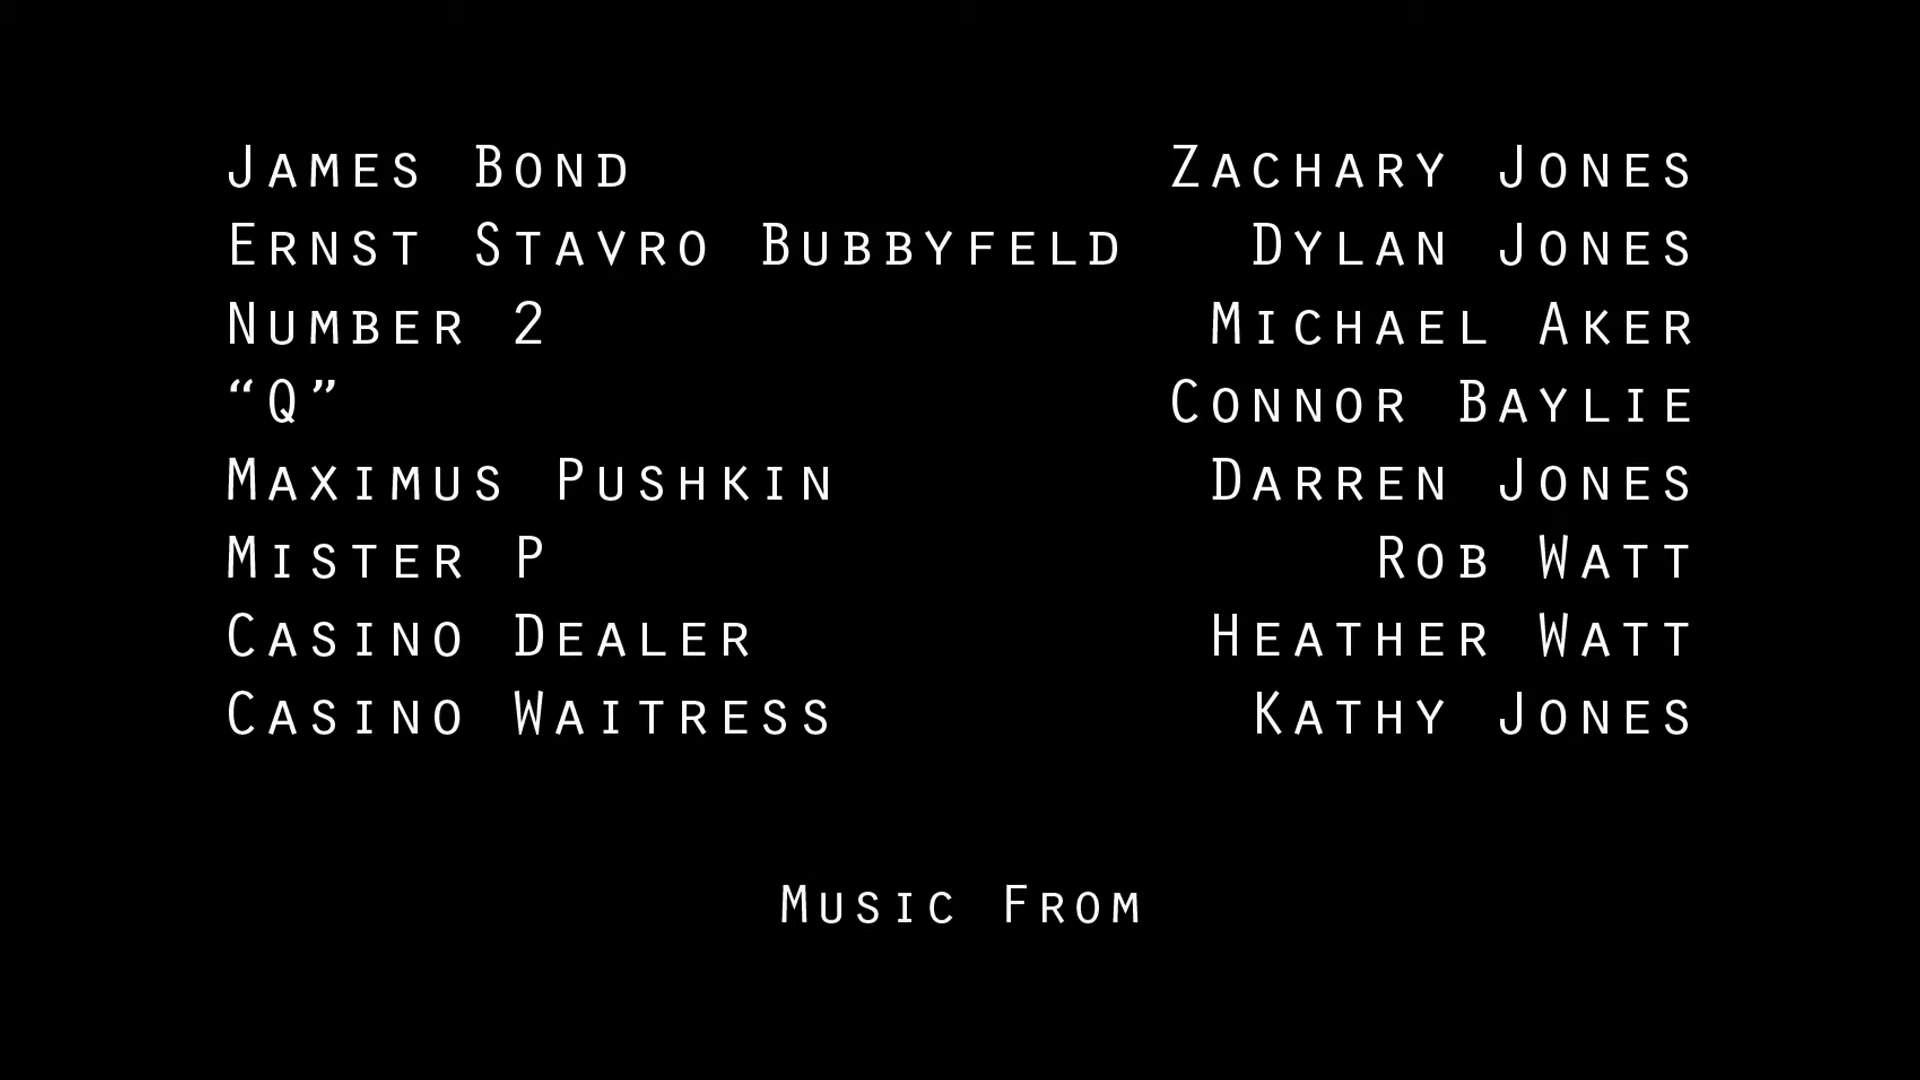 James Bond Zachary Jones
Ernst Stavro Bubbyfeld Dylan Jones
Number 2 Michael Aker
“Q” Connor Baylie
Maximus Pushkin Darren Jones
Mister P Rob Watt
Casino Dealer Heather Watt
Casino Waitress Kathy Jones
Music From